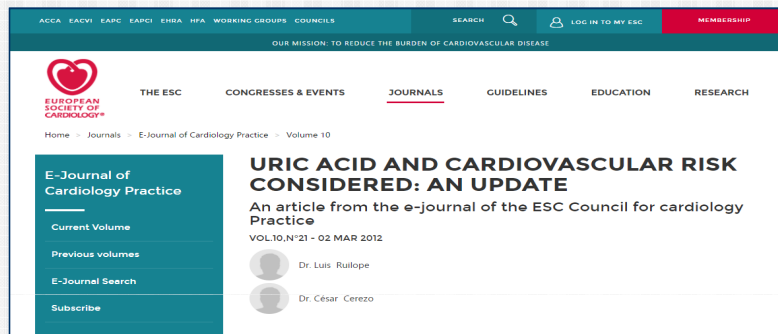 ACCA EACVI EAPC EAPCI EHRA HFA WORKING GROUPS COUNCILS SEARCH LOG IN TO MY ESC MEMBERSHIP
OUR MISSION: TO REDUCE THE BURDEN OF CARDIOVASCULAR DISEASE
EUROPEAN
SOCIETY OF
CARDIOLOGY®
THE ESC CONGRESSES & EVENTS JOURNALS GUIDELINES EDUCATION RESEARCH
Home > Journals > E-Journal of Cardiology Practice > Volume 10
E-Journal of
Cardiology Practice
Current Volume
Previous volumes
E-Journal Search
Subscribe
URIC ACID AND CARDIOVASCULAR RISK
CONSIDERED: AN UPDATE
An article from the e-journal of the ESC Council for cardiology
Practice
VOL.10,N°21 - 02 MAR 2012
Dr. Luis Ruilope
Dr. César Cerezo